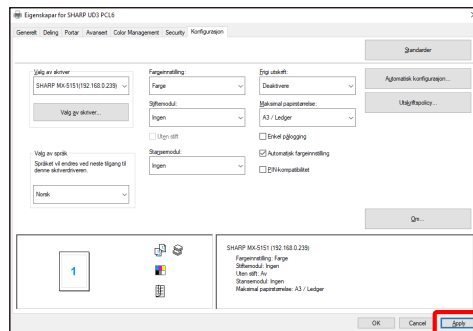 Eigenskapar for SHARP UD3 PCL6
Generelt Deling Portar Avansert Color Management Security Konfigurasjon
Standarder
Valg av skriver
SHARP MX-5151(192.168.0.239)
Valg av skriver...
Fargeinnstilling:
Farge
Frigi utskrift:
Deaktivere
Automatisk konfigurasjon...
Stiftemodul:
Ingen
Maksimal papirstørrelse:
A3 / Ledger
Utskriftspolicy...
Uten stift
Enkel pålogging
Valg av språk
Språket vil endres ved neste tilgang til
denne skriverdriveren.
Norsk
Stansemodul:
Ingen
Automatisk fargeinnstilling
PIN-kompatibilitet
Om...
1
SHARP MX-5151 (192.168.0.239)
Fargeinnstilling: Farge
Stiftemodul: Ingen
Uten stift: Av
Stansemodul: Ingen
Maksimal papirstørrelse: A3 / Ledger
OK Cancel Apply